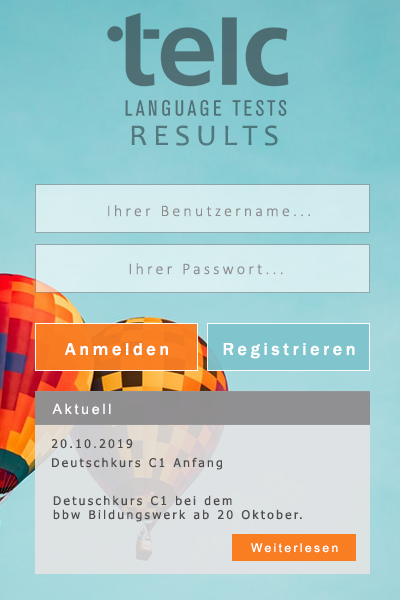 telc
LANGUAGE TESTS
RESULTS
Ihrer Benutzername...
Ihrer Passwort...
Anmelden
Registrieren
Aktuell
20.10.2019
Deutschkurs C1 Anfang
Detuschkurs C1 bei dem
bbw Bildungswerk ab 20 Oktober.
Weiterlesen